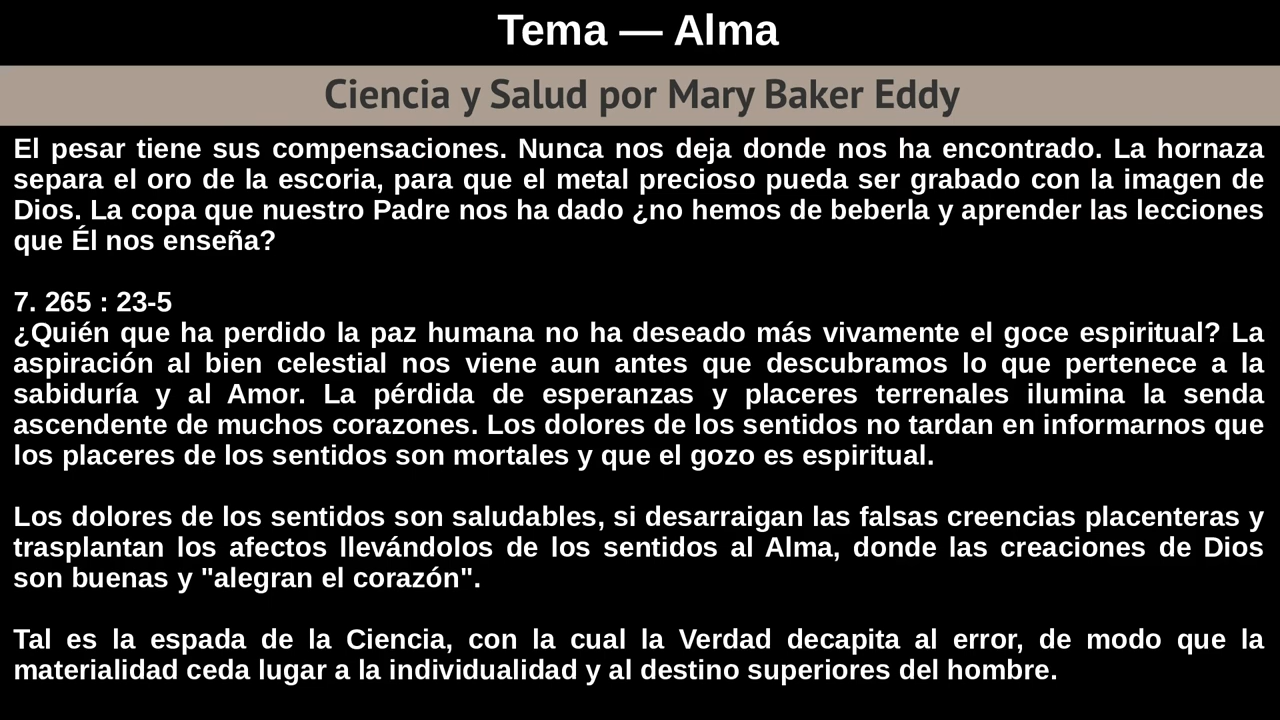 Tema — Alma
Ciencia y Salud por Mary Baker Eddy
El pesar tiene sus compensaciones. Nunca nos deja donde nos ha encontrado. La hornaza
separa el oro de la escoria, para que el metal precioso pueda ser grabado con la imagen de
Dios. La copa que nuestro Padre nos ha dado ¿no hemos de beberla y aprender las lecciones
que Él nos enseña?
7. 265 : 23-5
¿Quién que ha perdido la paz humana no ha deseado más vivamente el goce espiritual? La
aspiración al bien celestial nos viene aun antes que descubramos lo que pertenece a la
sabiduría y al Amor. La pérdida de esperanzas y placeres terrenales ilumina la senda
ascendente de muchos corazones. Los dolores de los sentidos no tardan en informarnos que
los placeres de los sentidos son mortales y que el gozo es espiritual.
Los dolores de los sentidos son saludables, si desarraigan las falsas creencias placenteras y
trasplantan los afectos llevándolos de los sentidos al Alma, donde las creaciones de Dios
son buenas y "alegran el corazón".
Tal es la espada de la Ciencia, con la cual la Verdad decapita al error, de modo que la
materialidad ceda lugar a la individualidad y al destino superiores del hombre.